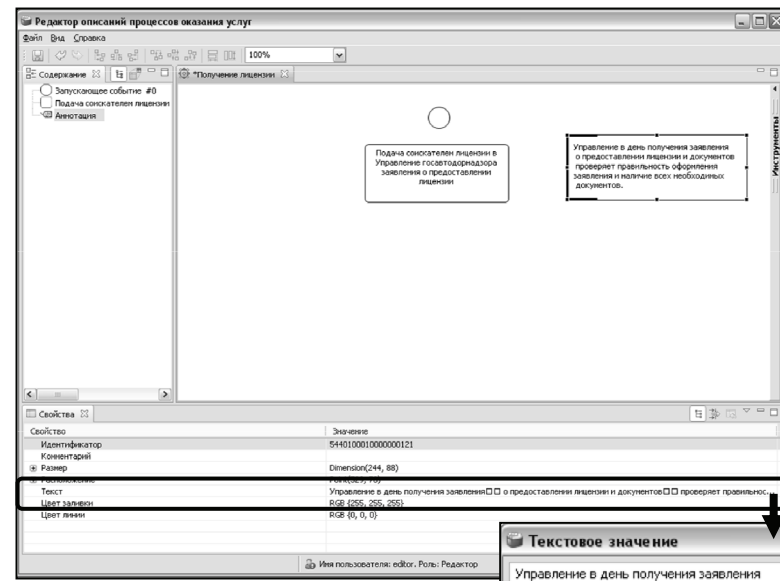 Редактор описаний процессов оказания услуг
Файл Вид Справка
100%
Содержание
*Получение лицензии
Запускающее событие #0
Подача соискателем лицензии
Аннотация
Подача соискателем лицензии в
Управление госавтодорнадзора
заявления о предоставлении
лицензии
Управление в день получения заявления
о предоставлении лицензии и документов
проверяет правильность оформления
заявления и наличие всех необходимых
документов.
Инструменты
Свойства
Свойство Значение
Идентификатор 5440100010000000121
Комментарий
Размер Dimension(244, 88)
Расположение
Текст Управление в день получения заявления□□ о предоставлении лицензии и документов□□ проверяет правильнос...
Цвет заливки RGB {255, 255, 255}
Цвет линии RGB {0, 0, 0}
Имя пользователя: editor. Роль: Редактор
Текстовое значение
Управление в день получения заявления